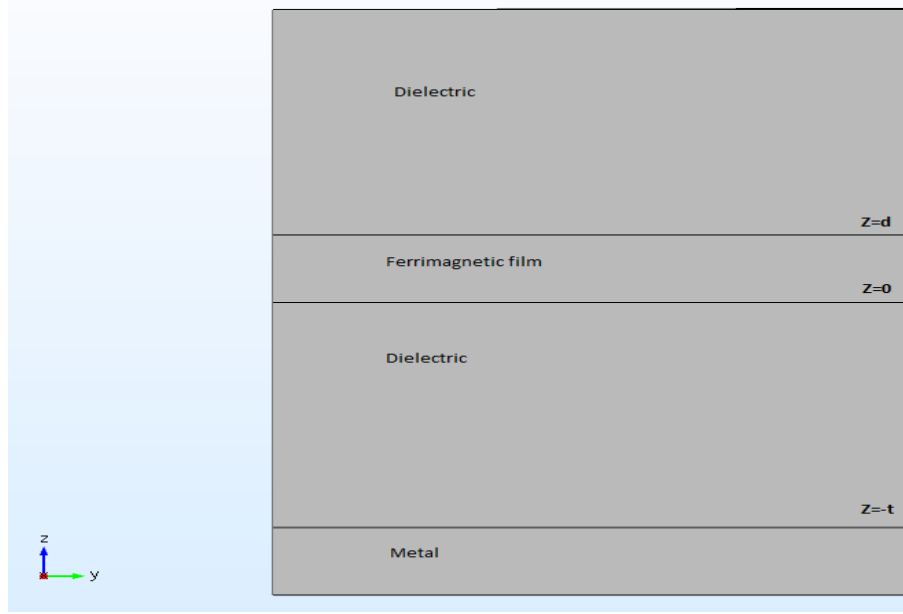 Dielectric
Z=d
Ferrimagnetic film
Z=0
Dielectric
Z=-t
Metal
z
y